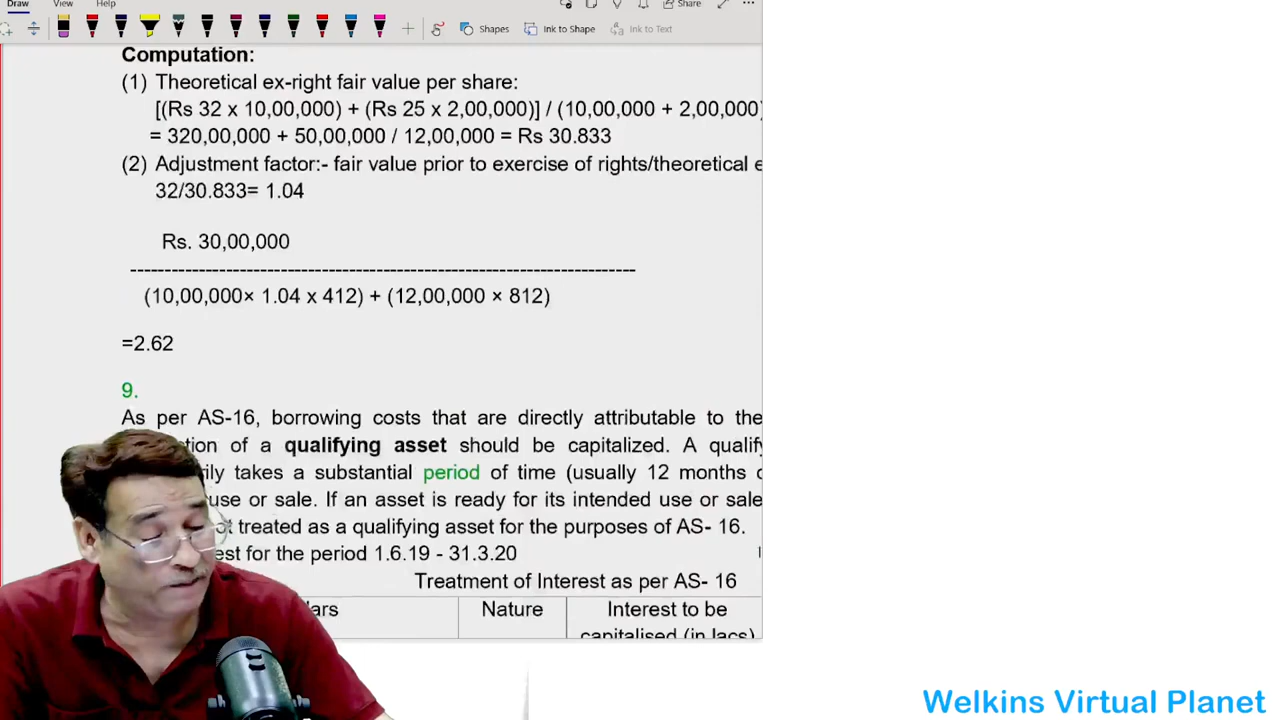 Draw View Help
Share
Shapes Ink to Shape Ink to Text
Computation:
(1) Theoretical ex-right fair value per share:
[(Rs 32 x 10,00,000) + (Rs 25 x 2,00,000)] / (10,00,000 + 2,00,000)
= 320,00,000 + 50,00,000 / 12,00,000 = Rs 30.833
(2) Adjustment factor:- fair value prior to exercise of rights/theoretical
32/30.833= 1.04
Rs. 30,00,000
--------------------------------------------------------------------------
(10,00,000× 1.04 x 412) + (12,00,000 × 812)
=2.62
9.
As per AS-16, borrowing costs that are directly attributable to the
of a qualifying asset should be capitalized. A
takes a substantial period of time (usually 12 months
use or sale. If an asset is ready for its intended use or sale
treated as a qualifying asset for the purposes of AS- 16.
for the period 1.6.19 - 31.3.20
Treatment of Interest as per AS- 16
Nature Interest to be
capitalised (in lacs)
Welkins Virtual Planet